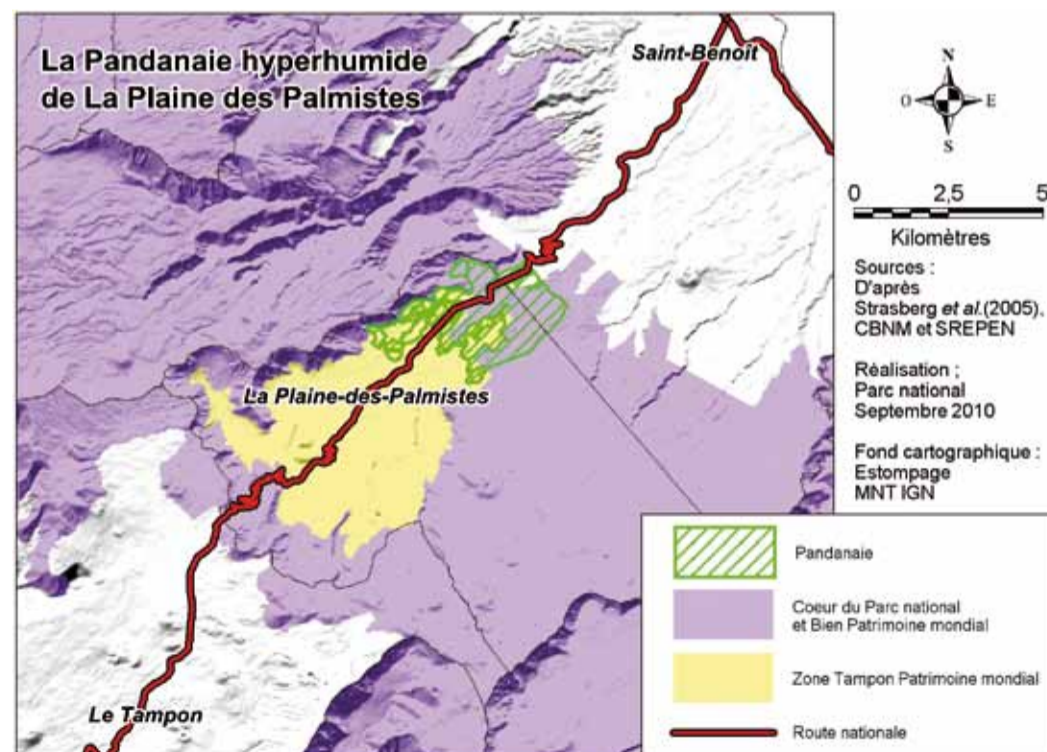 La Pandanaie hyperhumide
de La Plaine des Palmistes
Saint-Benoît
La Plaine-des-Palmistes
Le Tampon
N
O
E
S
0 2,5 5
Kilomètres
Sources :
D'après
Strasberg et al.(2005),
CBNM et SREPEN
Réalisation :
Parc national
Septembre 2010
Fond cartographique :
Estompage
MNT IGN
Pandanaie
Coeur du Parc national
et Bien Patrimoine mondial
Zone Tampon Patrimoine mondial
Route nationale